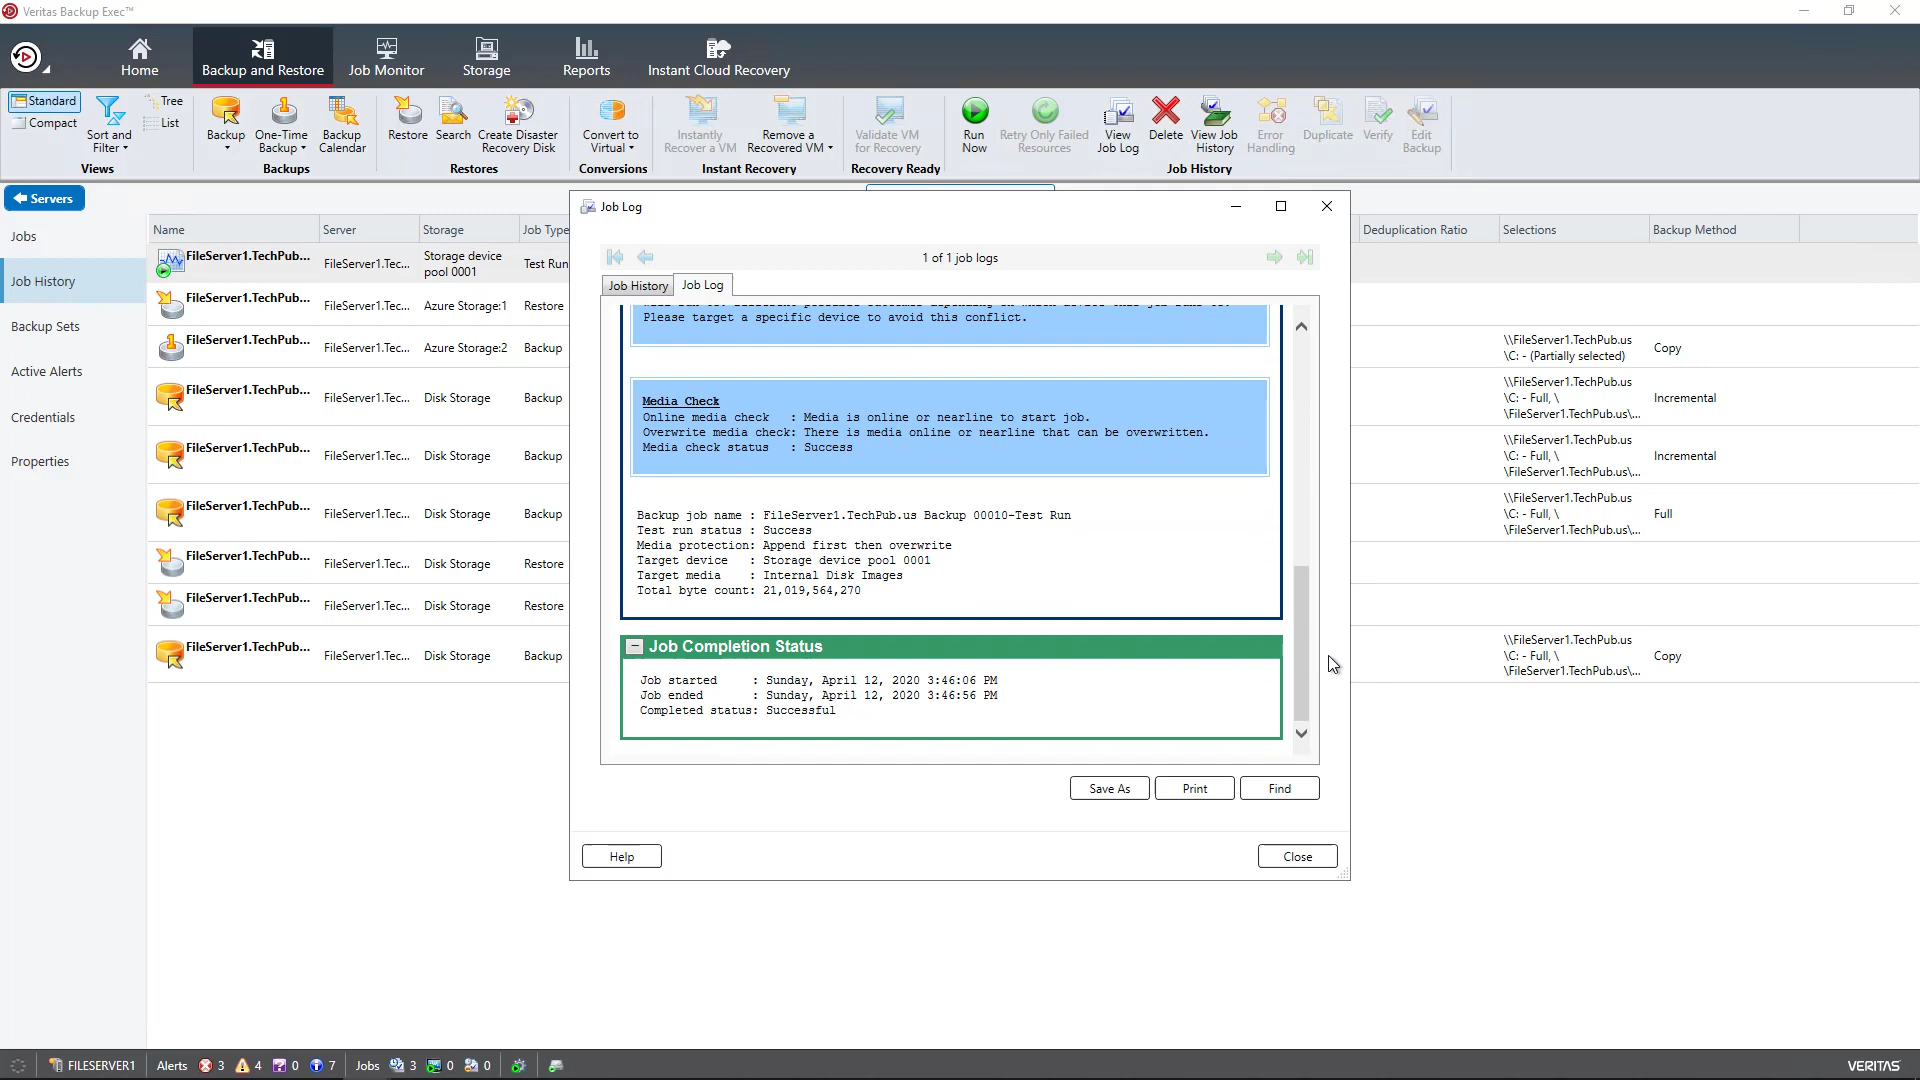 Veritas Backup Exec™
Home
Backup and Restore
Job Monitor
Storage
Reports
Instant Cloud Recovery
Standard
Compact
Sort and
Filter
Tree
List
Views
Backup
One-Time
Backup
Backup
Calendar
Backups
Restore
Search
Create Disaster
Recovery Disk
Restores
Convert to
Virtual
Conversions
Instantly
Recover a VM
Remove a
Recovered VM
Instant Recovery
Validate VM
for Recovery
Recovery Ready
Run
Now
Retry Only Failed
Resources
View
Job Log
Delete
View Job
History
Error
Handling
Duplicate
Verify
Edit
Backup
Job History
Servers
Jobs
Job History
Backup Sets
Active Alerts
Credentials
Properties
Name Server Storage Job Type Deduplication Ratio Selections Backup Method
FileServer1.TechPub... FileServer1.Tec... Storage device
pool 0001 Test Run
FileServer1.TechPub... FileServer1.Tec... Azure Storage:1 Restore
FileServer1.TechPub... FileServer1.Tec... Azure Storage:2 Backup \\FileServer1.TechPub.us
\C: - (Partially selected) Copy
FileServer1.TechPub... FileServer1.Tec... Disk Storage Backup \\FileServer1.TechPub.us
\C: - Full, \
\FileServer1.TechPub.us\... Incremental
FileServer1.TechPub... FileServer1.Tec... Disk Storage Backup \\FileServer1.TechPub.us
\C: - Full, \
\FileServer1.TechPub.us\... Incremental
FileServer1.TechPub... FileServer1.Tec... Disk Storage Backup \\FileServer1.TechPub.us
\C: - Full, \
\FileServer1.TechPub.us\... Full
FileServer1.TechPub... FileServer1.Tec... Disk Storage Restore
FileServer1.TechPub... FileServer1.Tec... Disk Storage Restore
FileServer1.TechPub... FileServer1.Tec... Disk Storage Backup \\FileServer1.TechPub.us
\C: - Full, \
\FileServer1.TechPub.us\... Copy
Job Log
1 of 1 job logs
Job History Job Log
Please target a specific device to avoid this conflict.
Media Check
Online media check : Media is online or nearline to start job.
Overwrite media check: There is media online or nearline that can be overwritten.
Media check status : Success
Backup job name : FileServer1.TechPub.us Backup 00010-Test Run
Test run status : Success
Media protection: Append first then overwrite
Target device : Storage device pool 0001
Target media : Internal Disk Images
Total byte count: 21,019,564,270
Job Completion Status
Job started : Sunday, April 12, 2020 3:46:06 PM
Job ended : Sunday, April 12, 2020 3:46:56 PM
Completed status: Successful
Save As Print Find
Help Close
FILESERVER1 Alerts 3 4 0 7 Jobs 3 0 0
VERITAS